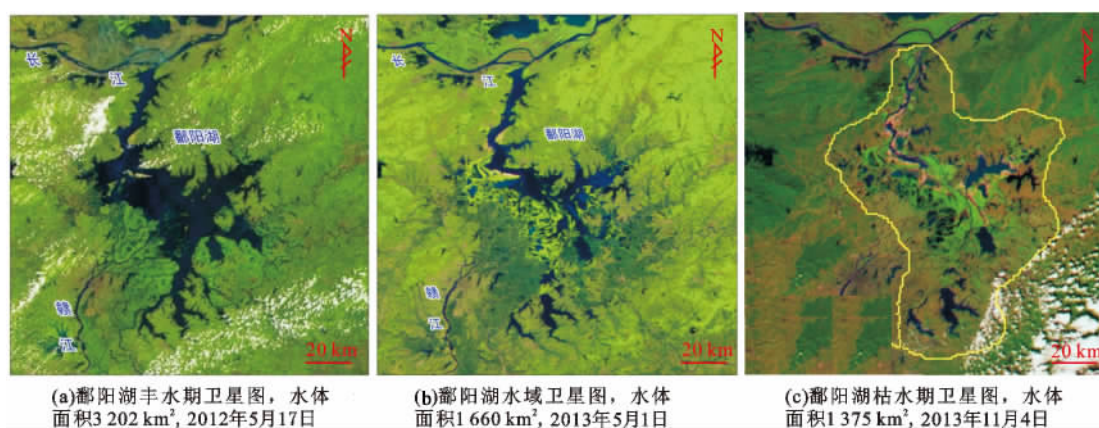 长
江
鄱阳湖
赣
江
N
20 km
(a)鄱阳湖丰水期卫星图，水体
面积3 202 km², 2012年5月17日
长
江
鄱阳湖
赣
江
N
20 km
(b)鄱阳湖水域卫星图，水体
面积1 660 km², 2013年5月1日
N
20 km
(c)鄱阳湖枯水期卫星图，水体
面积1 375 km², 2013年11月4日